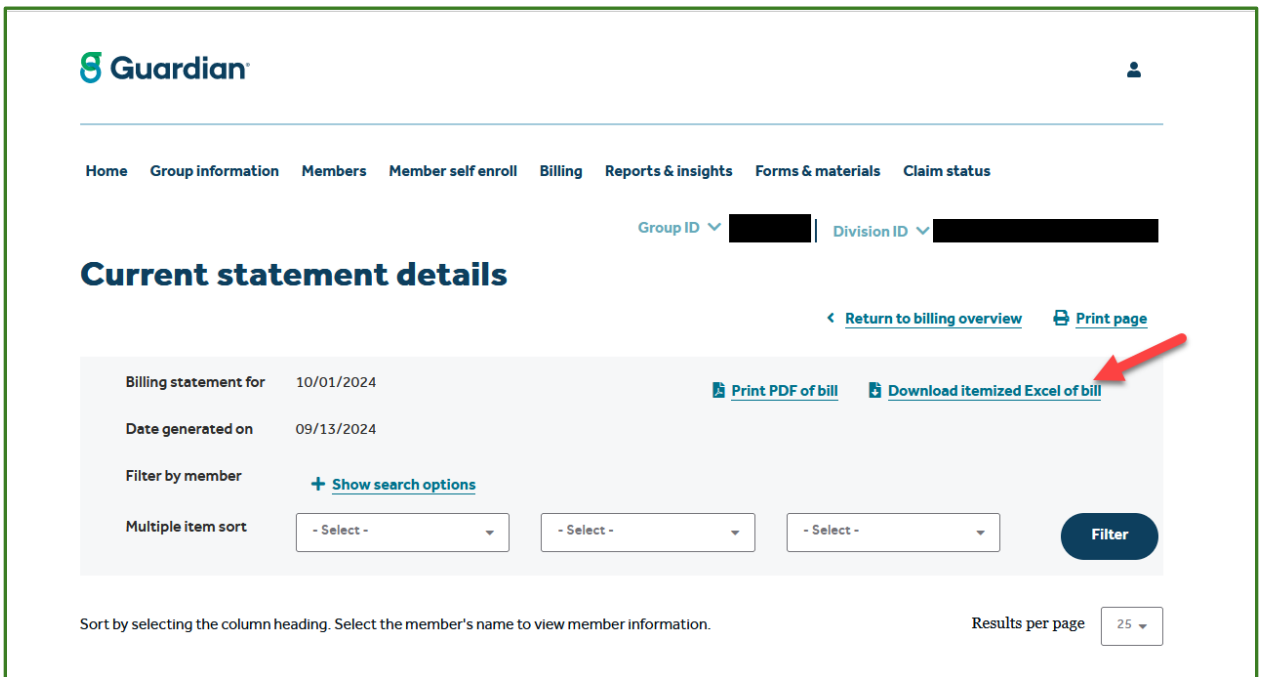 Guardian
Home Group information Members Member self enroll Billing Reports & insights Forms & materials Claim status
Group ID Division ID
Current statement details
Return to billing overview Print page
Billing statement for 10/01/2024 Print PDF of bill Download itemized Excel of bill
Date generated on 09/13/2024
Filter by member + Show search options
Multiple item sort - Select - - Select - - Select - Filter
Sort by selecting the column heading. Select the member's name to view member information. Results per page 25